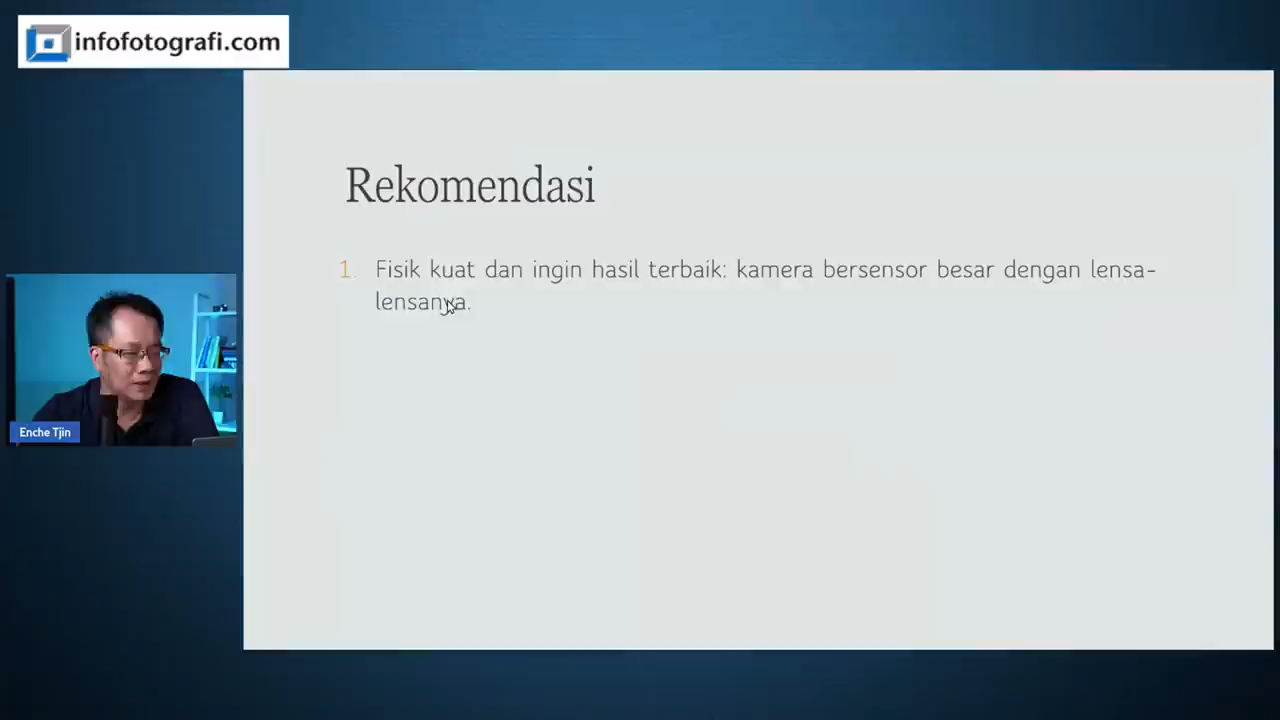 infofotografi.com
Rekomendasi
1. Fisik kuat dan ingin hasil terbaik: kamera bersensor besar dengan lensa-
lensanya.
Enche Tjin